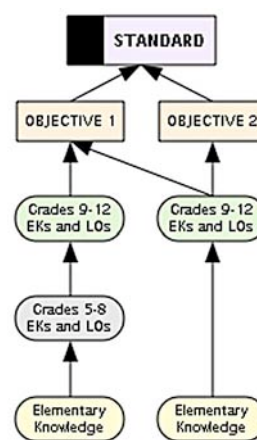 STANDARD
OBJECTIVE 1
OBJECTIVE 2
Grades 9-12
EKs and LOs
Grades 9-12
EKs and LOs
Grades 5-8
EKs and LOs
Elementary
Knowledge
Elementary
Knowledge